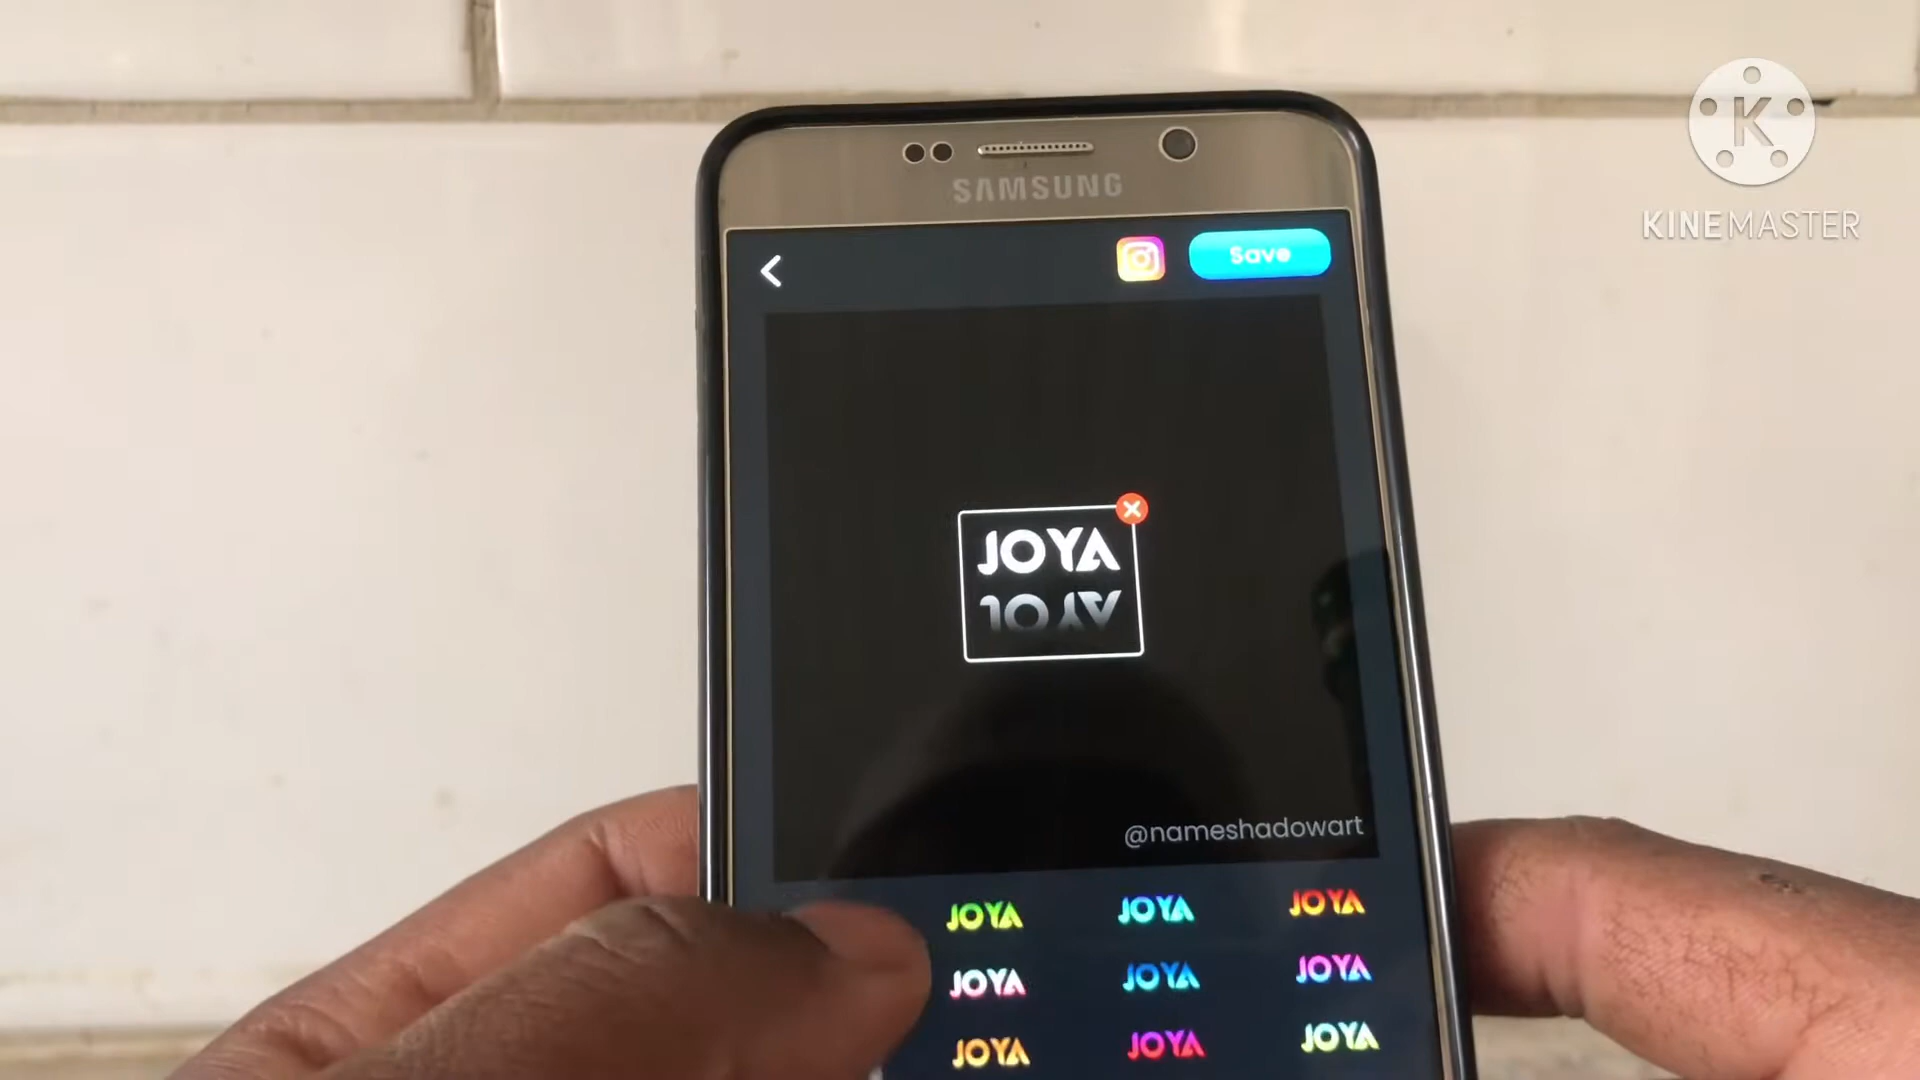 K
KINEMASTER
SAMSUNG
Save
JOYA
JOYA
@nameshadowart
JOYA JOYA JOYA
JOYA JOYA JOYA
JOYA JOYA JOYA